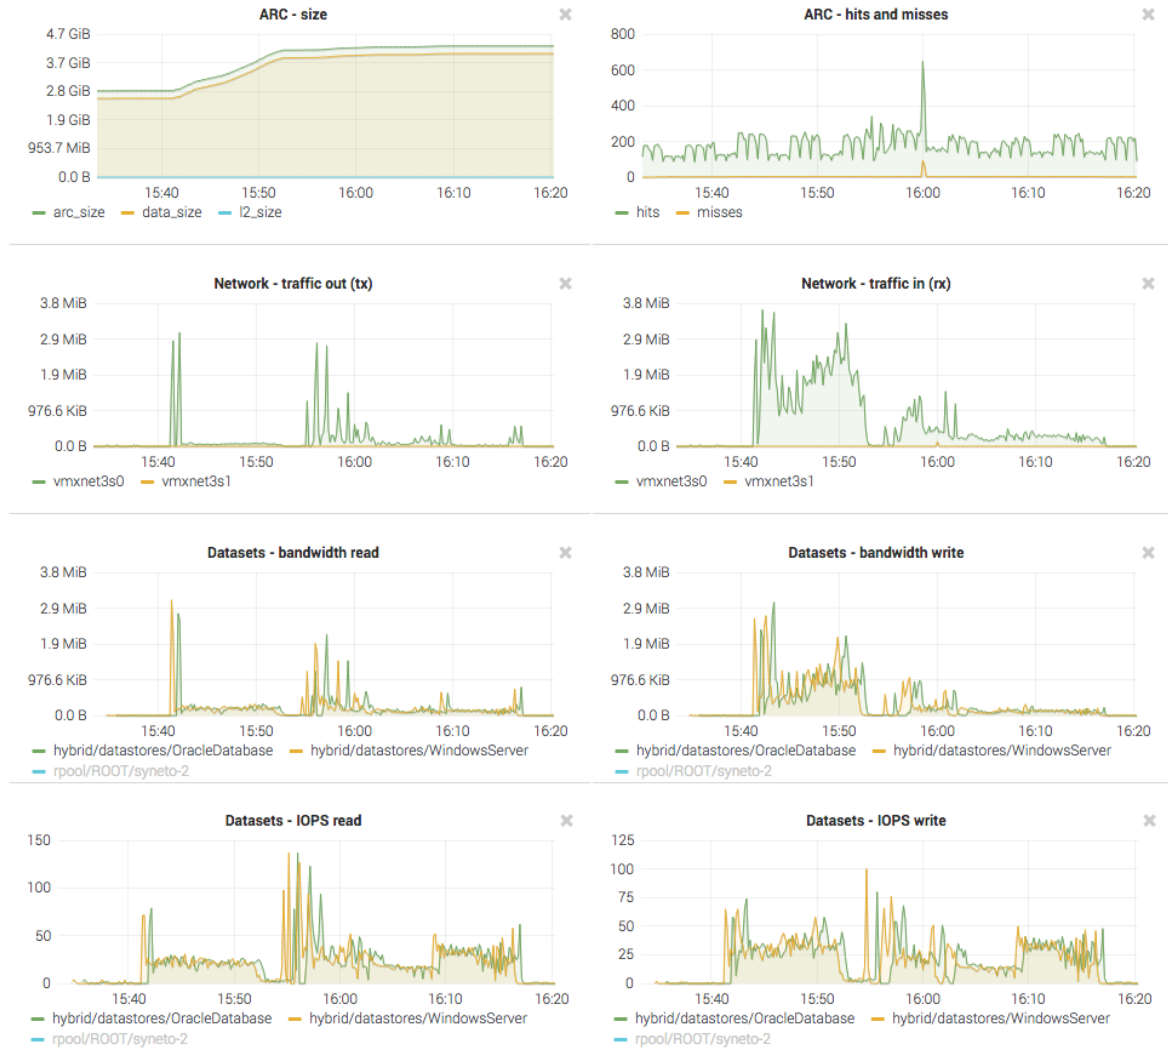 ARC - size
4.7 GiB
3.7 GiB
2.8 GiB
1.9 GiB
953.7 MiB
0.0 B
15:40 15:50 16:00 16:10 16:20
arc_size data_size l2_size
ARC - hits and misses
800
600
400
200
0
15:40 15:50 16:00 16:10 16:20
hits misses
Network - traffic out (tx)
3.8 MiB
2.9 MiB
1.9 MiB
976.6 KiB
0.0 B
15:40 15:50 16:00 16:10 16:20
vmxnet3s0 vmxnet3s1
Network - traffic in (rx)
3.8 MiB
2.9 MiB
1.9 MiB
976.6 KiB
0.0 B
15:40 15:50 16:00 16:10 16:20
vmxnet3s0 vmxnet3s1
Datasets - bandwidth read
3.8 MiB
2.9 MiB
1.9 MiB
976.6 KiB
0.0 B
15:40 15:50 16:00 16:10 16:20
hybrid/datastores/OracleDatabase hybrid/datastores/WindowsServer
rpool/ROOT/syneto-2
Datasets - bandwidth write
3.8 MiB
2.9 MiB
1.9 MiB
976.6 KiB
0.0 B
15:40 15:50 16:00 16:10 16:20
hybrid/datastores/OracleDatabase hybrid/datastores/WindowsServer
rpool/ROOT/syneto-2
Datasets - IOPS read
150
100
50
0
15:40 15:50 16:00 16:10 16:20
hybrid/datastores/OracleDatabase hybrid/datastores/WindowsServer
rpool/ROOT/syneto-2
Datasets - IOPS write
125
100
75
50
25
0
15:40 15:50 16:00 16:10 16:20
hybrid/datastores/OracleDatabase hybrid/datastores/WindowsServer
rpool/ROOT/syneto-2